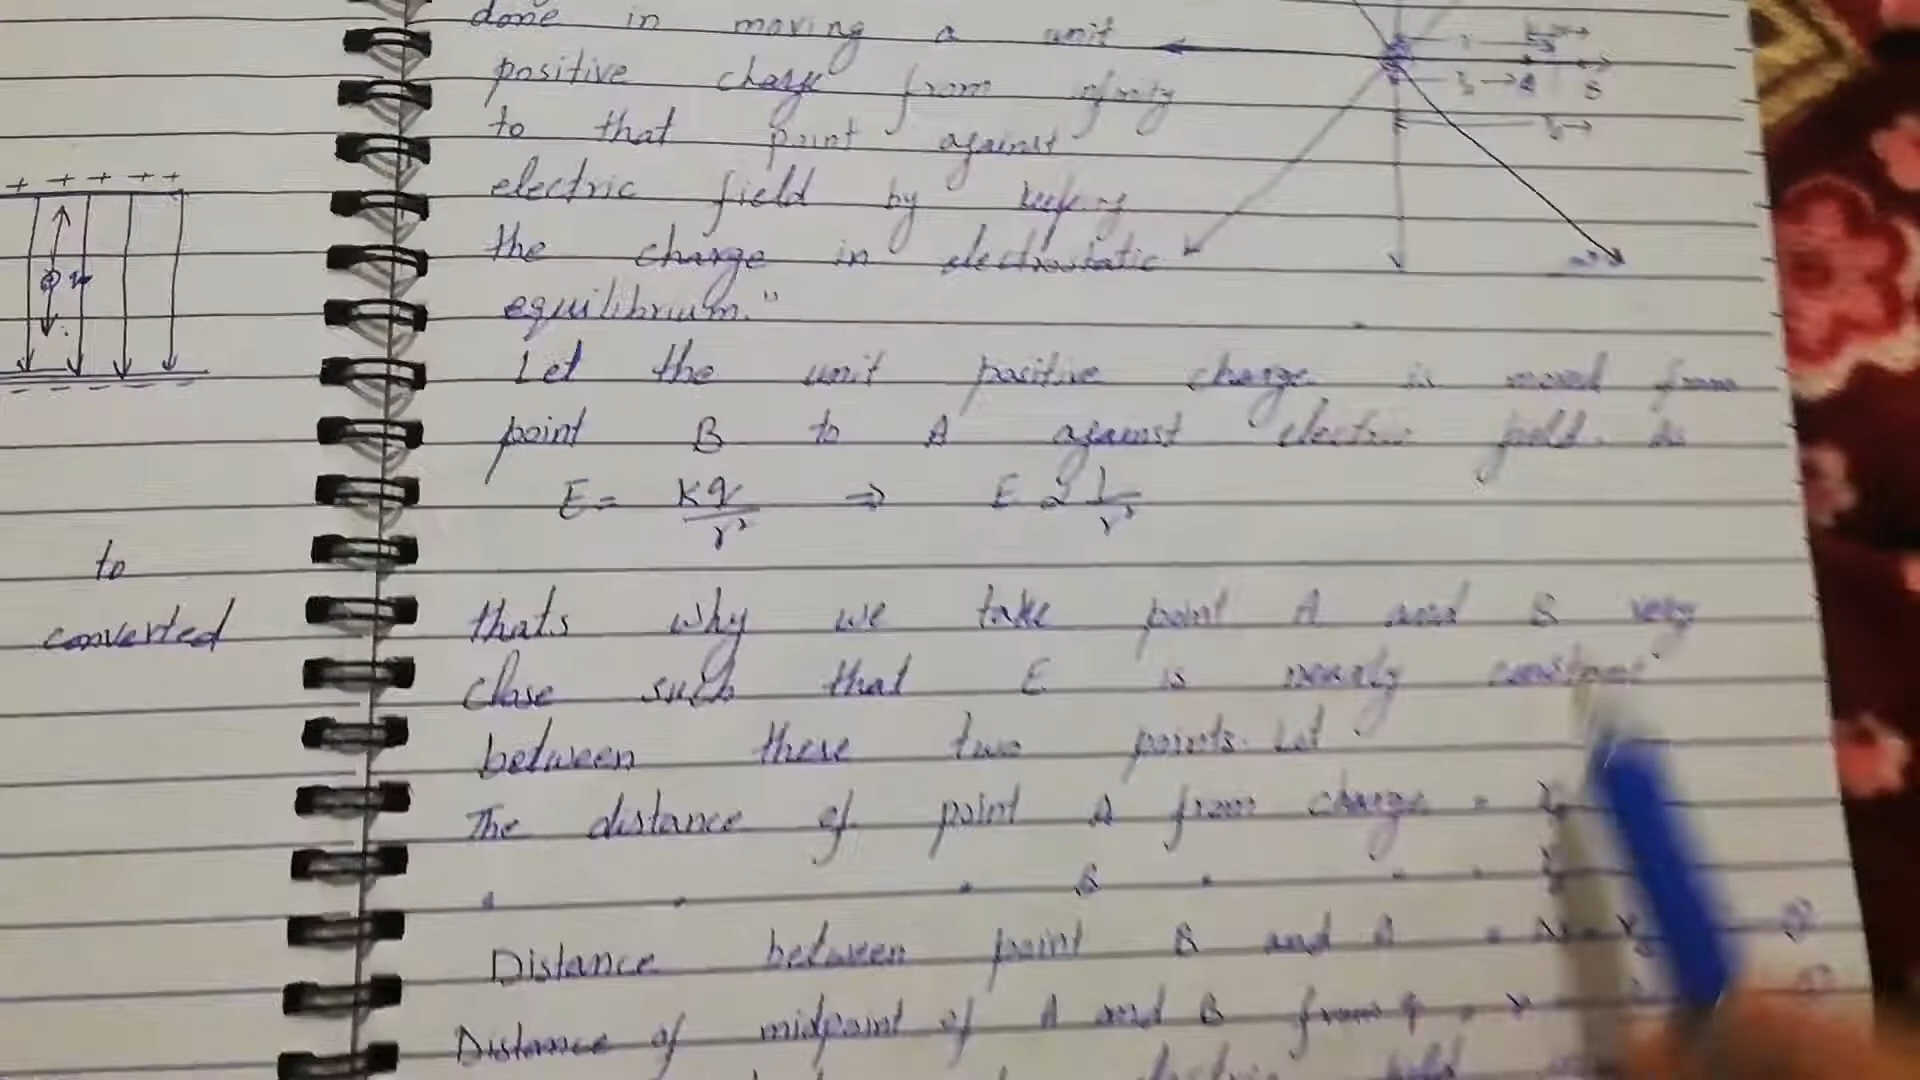 done in moving a unit
positive charge from infinity
to that point against
electric field by keeping
the charge in electrostatic
equilibrium."
Let the unit positive charge is moved from
point B to A against electric field. As
E = Kq/r² ⇒ E ∝ 1/r²
thats why we take point A and B very
close such that E is nearly constant
between these two points. Let
The distance of point A from charge =
" " " B " " "
Distance between point A and B = Δr =
Distance of midpoint of A and B from q = r
electric field
+ + + + +
to
converted